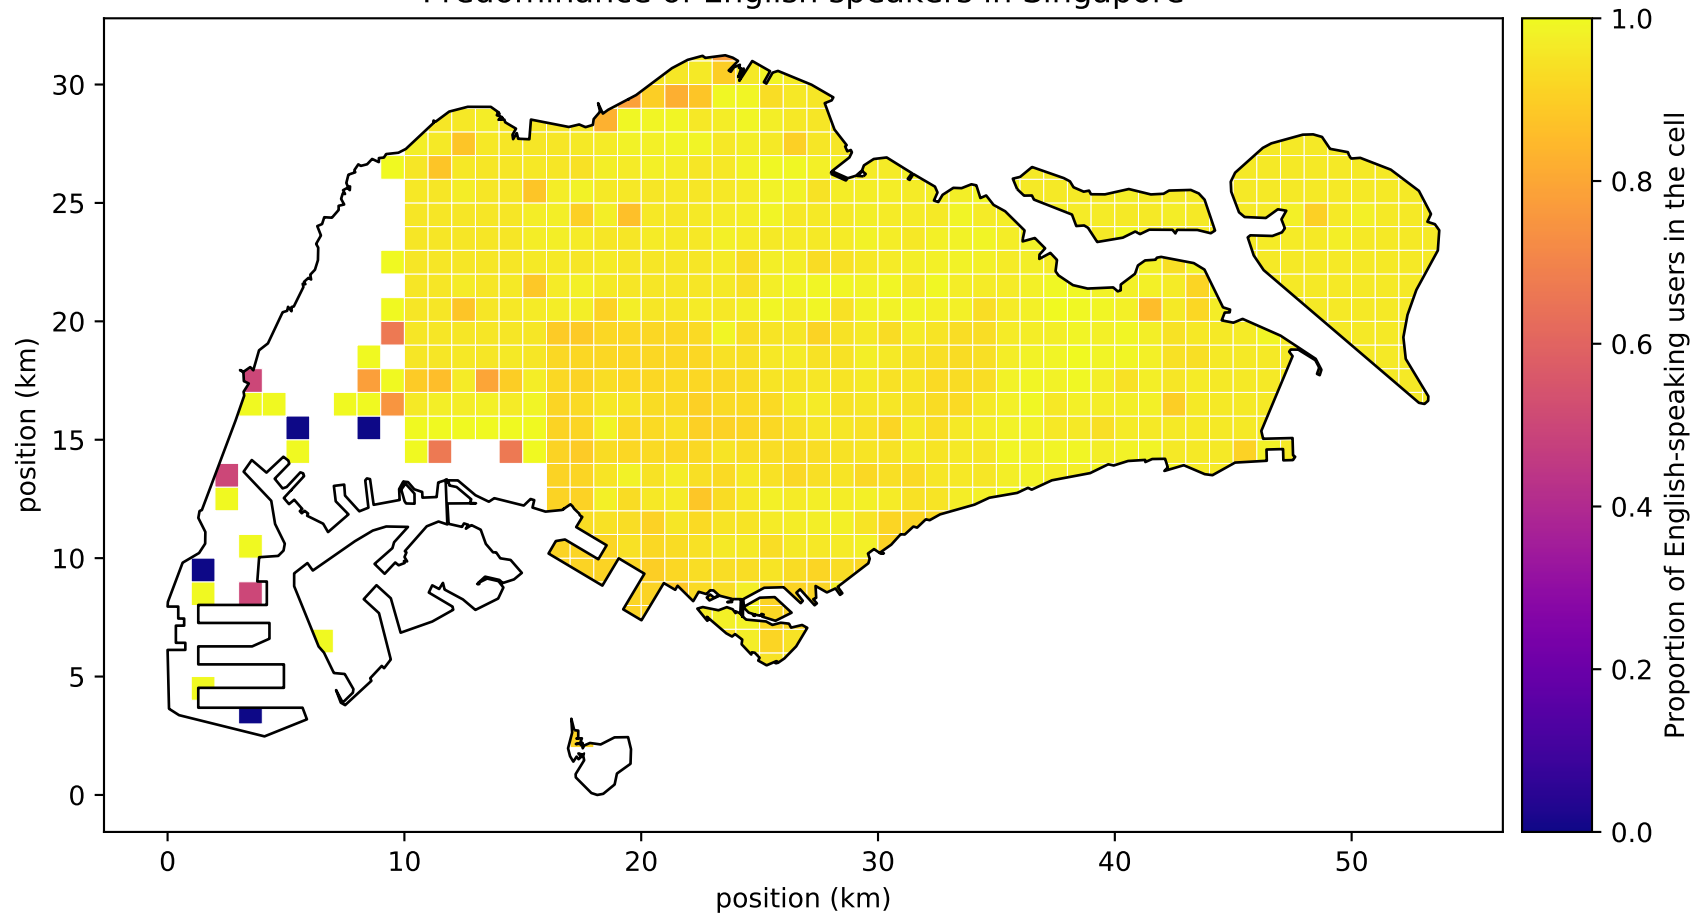 Predominance of English speakers in Singapore
30
25
20
15
10
5
0
position (km)
0 10 20 30 40 50
position (km)
1.0
0.8
0.6
0.4
0.2
0.0
Proportion of English-speaking users in the cell